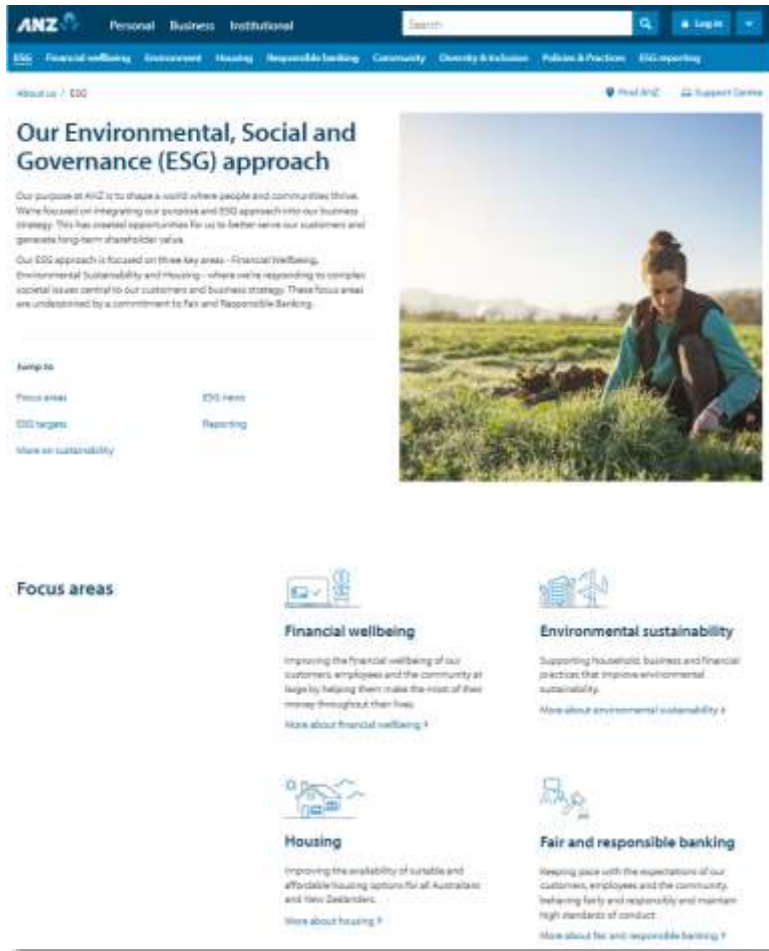 ANZ
Personal Business Institutional
Search
Log in
ESG Financial wellbeing Environment Housing Responsible banking Community Diversity & Inclusion Policies & Practices ESG reporting
About us / ESG
Find ANZ Support Centre
Our Environmental, Social and
Governance (ESG) approach
Our purpose at ANZ is to shape a world where people and communities thrive.
We're focused on integrating our purpose and ESG approach into our business
strategy. This has created opportunities for us to better serve our customers and
generate long-term shareholder value.
Our ESG approach is focused on three key areas - Financial Wellbeing,
Environmental Sustainability and Housing - where we're responding to complex
societal issues central to our customers and business strategy. These focus areas
are underpinned by a commitment to Fair and Responsible Banking.
Jump to
Focus areas
ESG news
ESG targets
Reporting
More on sustainability
Focus areas
Financial wellbeing
Improving the financial wellbeing of our
customers, employees and the community at
large by helping them make the most of their
money throughout their lives.
More about financial wellbeing
Environmental sustainability
Supporting household, business and financial
practices that improve environmental
sustainability.
More about environmental sustainability
Housing
Improving the availability of suitable and
affordable housing options for all Australians
and New Zealanders.
More about housing
Fair and responsible banking
Keeping pace with the expectations of our
customers, employees and the community,
behaving fairly and responsibly and maintain
high standards of conduct.
More about fair and responsible banking